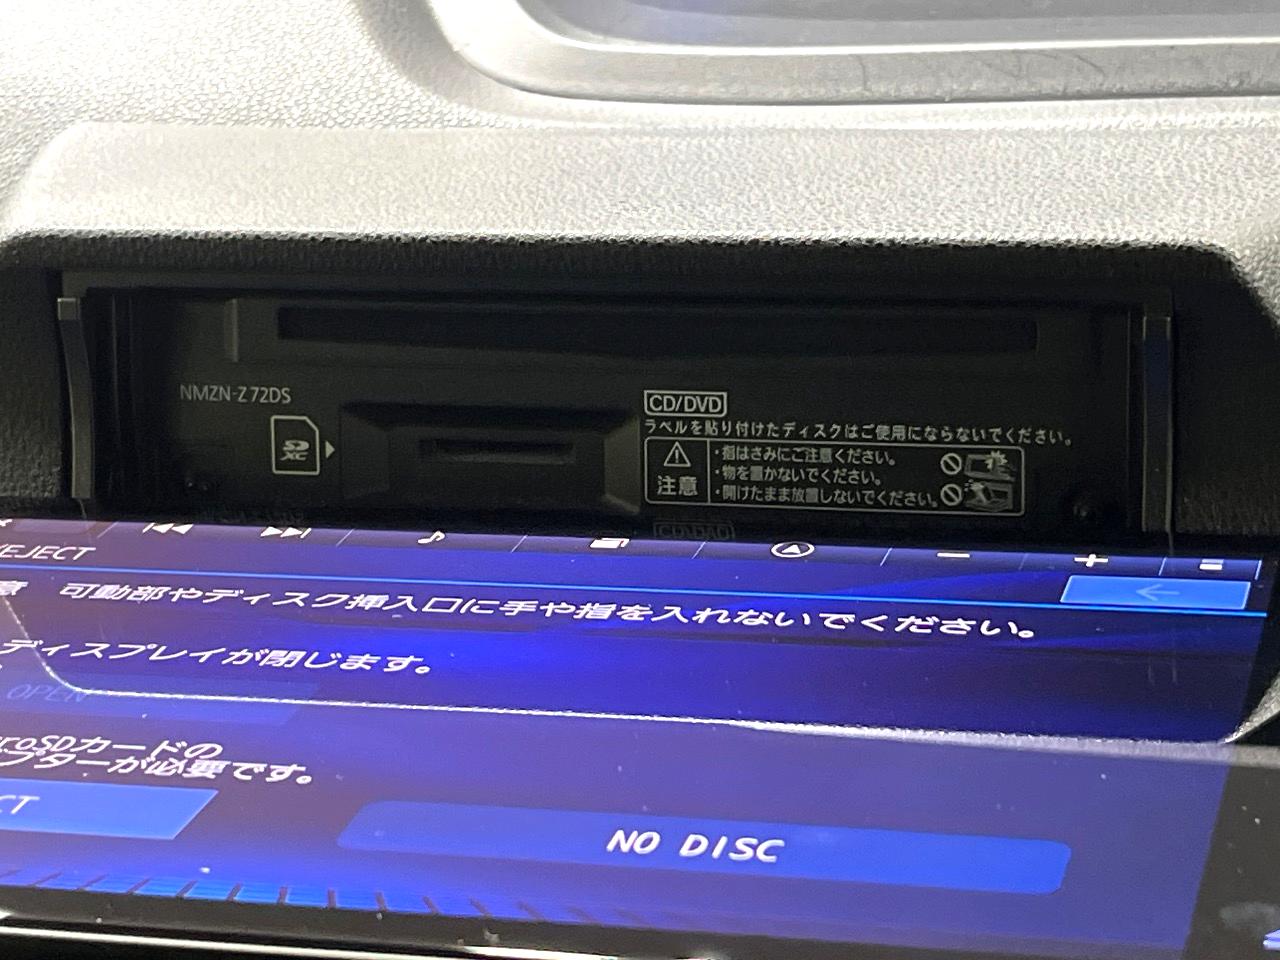 NMZN-Z72DS
SD
XC
CD/DVD
ラベルを貼り付けたディスクはご使用にならないでください。
注意
・指はさみにご注意ください。
・物を置かないでください。
・開けたまま放置しないでください。
EJECT
可動部やディスク挿入口に手や指を入れないでください。
ディスプレイが閉じます。
OPEN
roSDカードの
プターが必要です。
CT
NO DISC